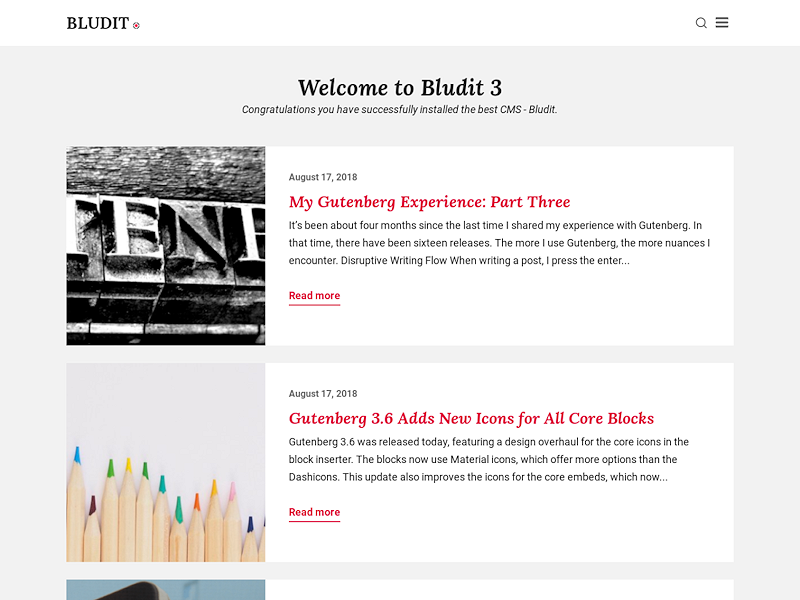 BLUDIT
Welcome to Bludit 3
Congratulations you have successfully installed the best CMS - Bludit.
TENB
August 17, 2018
My Gutenberg Experience: Part Three
It's been about four months since the last time I shared my experience with Gutenberg. In
that time, there have been sixteen releases. The more I use Gutenberg, the more nuances I
encounter. Disruptive Writing Flow When writing a post, I press the enter...
Read more
August 17, 2018
Gutenberg 3.6 Adds New Icons for All Core Blocks
Gutenberg 3.6 was released today, featuring a design overhaul for the core icons in the
block inserter. The blocks now use Material icons, which offer more options than the
Dashicons. This update also improves the icons for the core embeds, which now...
Read more